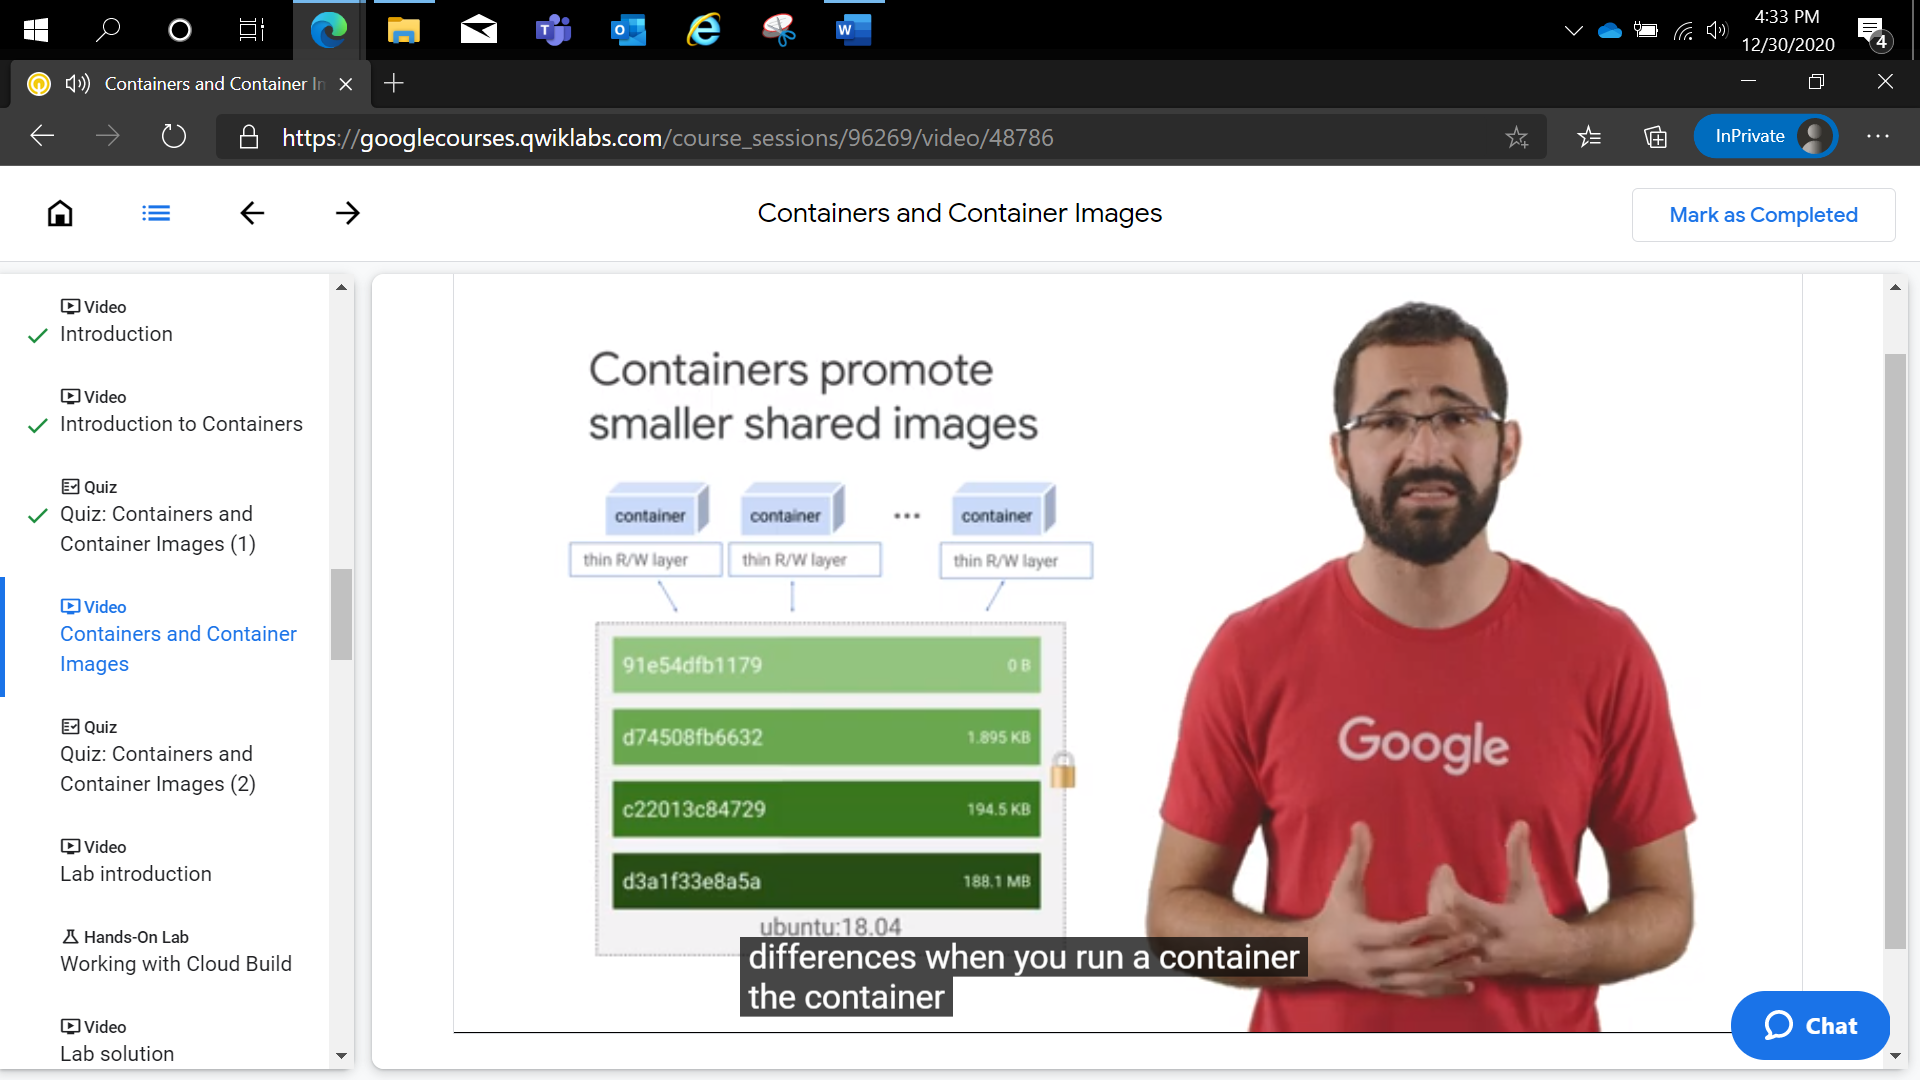 4:33 PM
12/30/2020
4
Containers and Container In
https://googlecourses.qwiklabs.com/course_sessions/96269/video/48786
InPrivate
Containers and Container Images
Mark as Completed
Video
Introduction
Video
Introduction to Containers
Quiz
Quiz: Containers and
Container Images (1)
Video
Containers and Container
Images
Quiz
Quiz: Containers and
Container Images (2)
Video
Lab introduction
Hands-On Lab
Working with Cloud Build
Video
Lab solution
Containers promote
smaller shared images
container container ... container
thin R/W layer thin R/W layer thin R/W layer
91e54dfb1179 0 B
d74508fb6632 1.895 KB
c22013c84729 194.5 KB
d3a1f33e8a5a 188.1 MB
ubuntu:18.04
Google
differences when you run a container
the container
Chat